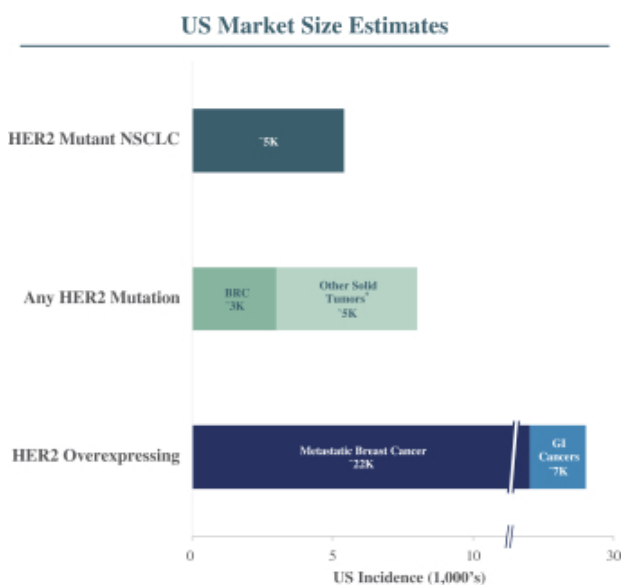 US Market Size Estimates
HER2 Mutant NSCLC
~5K
Any HER2 Mutation
BRC
~3K
Other Solid
Tumors*
~5K
HER2 Overexpressing
Metastatic Breast Cancer
~22K
GI
Cancers
~7K
0
5
10
30
US Incidence (1,000's)